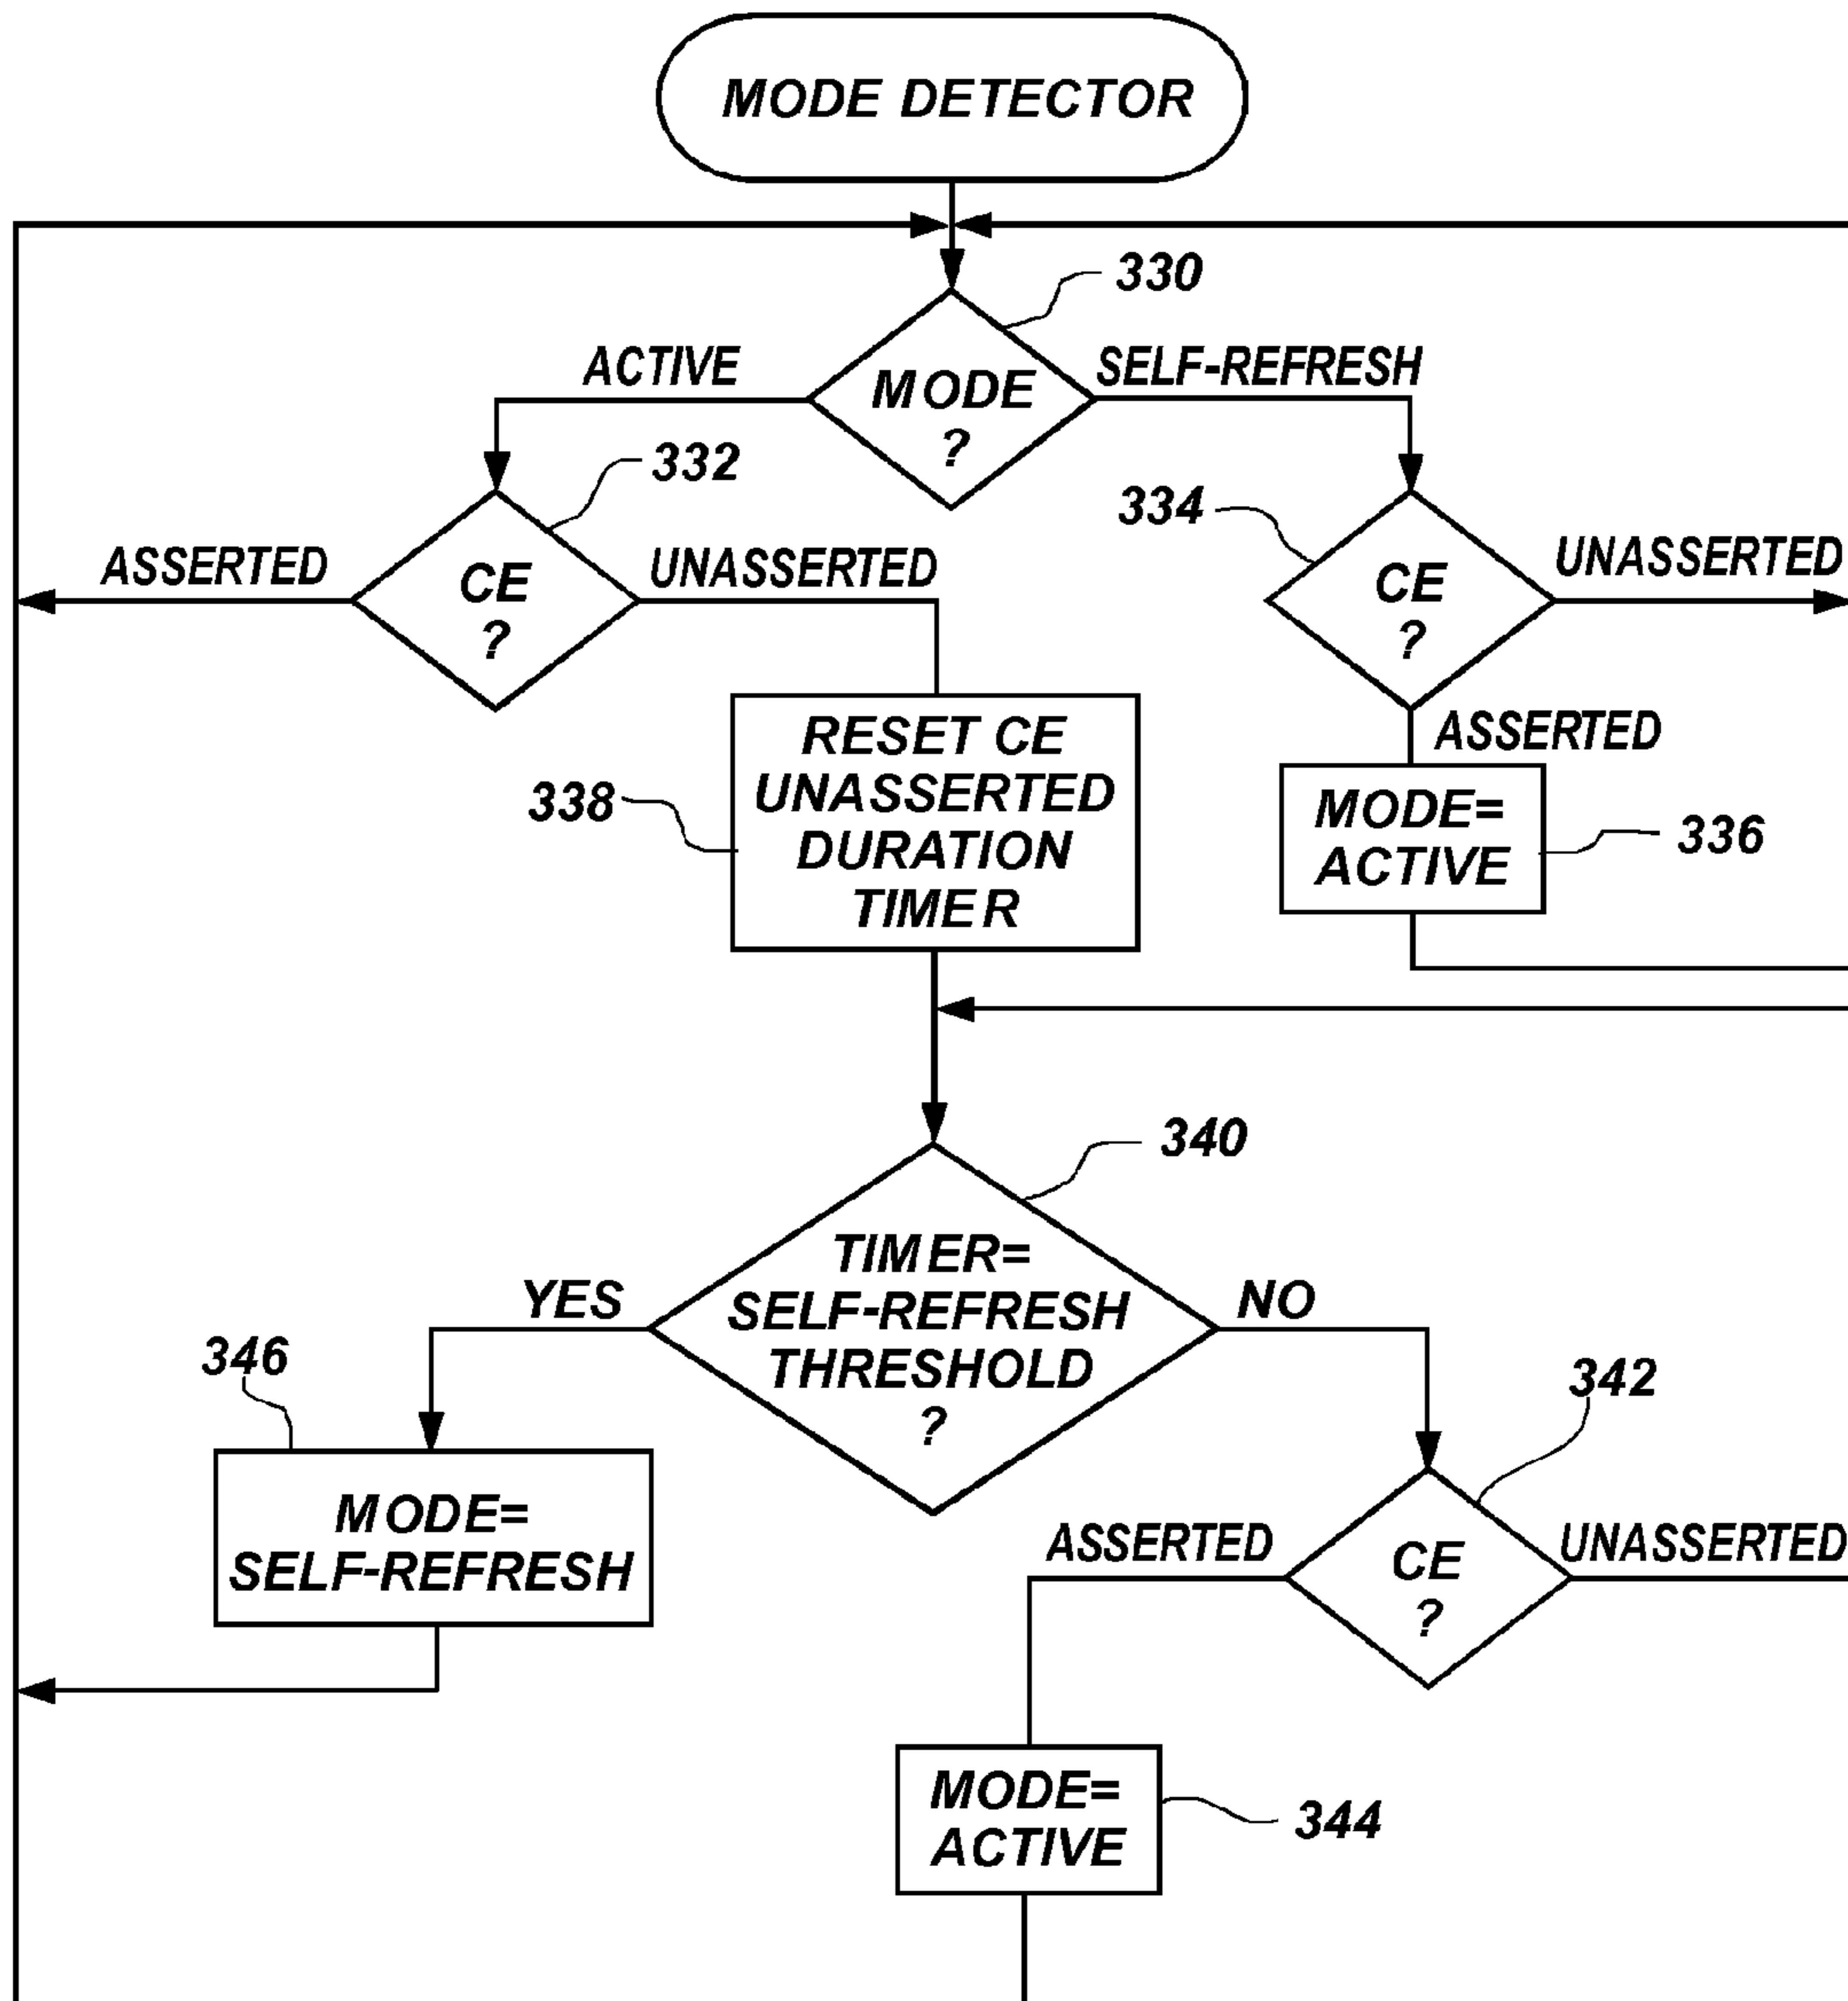 MODE DETECTOR
330
ACTIVE
SELF-REFRESH
MODE
?
332
334
ASSERTED
UNASSERTED
UNASSERTED
CE
?
CE
?
ASSERTED
RESET CE
UNASSERTED
DURATION
TIMER
338
MODE=
ACTIVE
336
340
TIMER=
SELF-REFRESH
THRESHOLD
?
YES
NO
346
342
MODE=
SELF-REFRESH
ASSERTED
UNASSERTED
CE
?
MODE=
ACTIVE
344